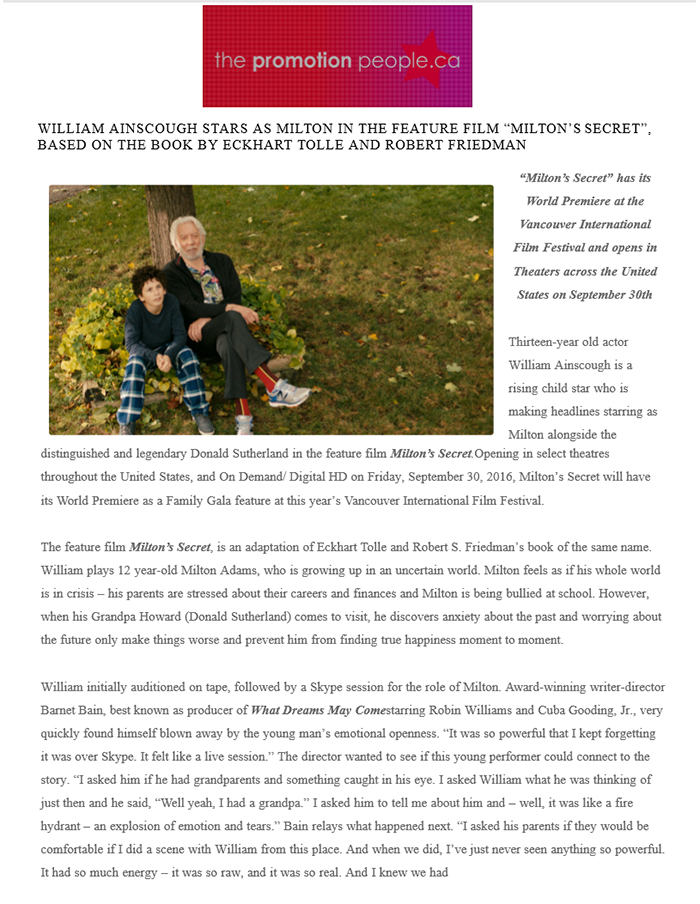 the promotion people.ca
WILLIAM AINSCOUGH STARS AS MILTON IN THE FEATURE FILM “MILTON’S SECRET”,
BASED ON THE BOOK BY ECKHART TOLLE AND ROBERT FRIEDMAN
“Milton’s Secret” has its
World Premiere at the
Vancouver International
Film Festival and opens in
Theaters across the United
States on September 30th
Thirteen-year old actor
William Ainscough is a
rising child star who is
making headlines starring as
Milton alongside the
distinguished and legendary Donald Sutherland in the feature film Milton’s Secret.Opening in select theatres
throughout the United States, and On Demand/ Digital HD on Friday, September 30, 2016, Milton’s Secret will have
its World Premiere as a Family Gala feature at this year’s Vancouver International Film Festival.
The feature film Milton’s Secret, is an adaptation of Eckhart Tolle and Robert S. Friedman’s book of the same name.
William plays 12 year-old Milton Adams, who is growing up in an uncertain world. Milton feels as if his whole world
is in crisis – his parents are stressed about their careers and finances and Milton is being bullied at school. However,
when his Grandpa Howard (Donald Sutherland) comes to visit, he discovers anxiety about the past and worrying about
the future only make things worse and prevent him from finding true happiness moment to moment.
William initially auditioned on tape, followed by a Skype session for the role of Milton. Award-winning writer-director
Barnet Bain, best known as producer of What Dreams May Comestarring Robin Williams and Cuba Gooding, Jr., very
quickly found himself blown away by the young man’s emotional openness. “It was so powerful that I kept forgetting
it was over Skype. It felt like a live session.” The director wanted to see if this young performer could connect to the
story. “I asked him if he had grandparents and something caught in his eye. I asked William what he was thinking of
just then and he said, “Well yeah, I had a grandpa.” I asked him to tell me about him and – well, it was like a fire
hydrant – an explosion of emotion and tears.” Bain relays what happened next. “I asked his parents if they would be
comfortable if I did a scene with William from this place. And when we did, I’ve just never seen anything so powerful.
It had so much energy – it was so raw, and it was so real. And I knew we had